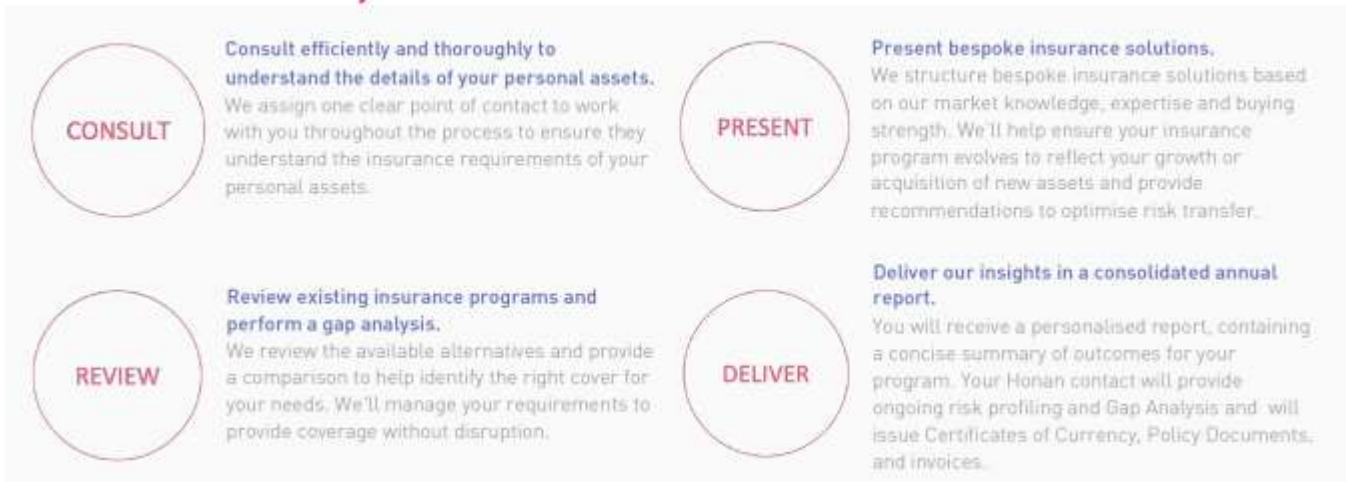 CONSULT
Consult efficiently and thoroughly to
understand the details of your personal assets.
We assign one clear point of contact to work
with you throughout the process to ensure they
understand the insurance requirements of your
personal assets.
REVIEW
Review existing insurance programs and
perform a gap analysis.
We review the available alternatives and provide
a comparison to help identify the right cover for
your needs. We'll manage your requirements to
provide coverage without disruption.
PRESENT
Present bespoke insurance solutions.
We structure bespoke insurance solutions based
on our market knowledge, expertise and buying
strength. We'll help ensure your insurance
program evolves to reflect your growth or
acquisition of new assets and provide
recommendations to optimise risk transfer.
DELIVER
Deliver our insights in a consolidated annual
report.
You will receive a personalised report, containing
a concise summary of outcomes for your
program. Your Honan contact will provide
ongoing risk profiling and Gap Analysis and will
issue Certificates of Currency, Policy Documents,
and invoices.